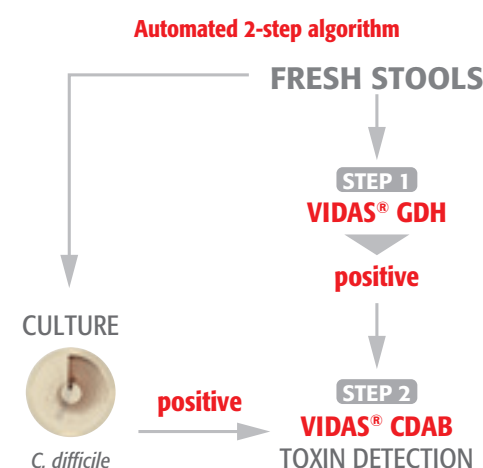 Automated 2-step algorithm
FRESH STOOLS
STEP 1
VIDAS® GDH
positive
CULTURE
C. difficile
positive
STEP 2
VIDAS® CDAB
TOXIN DETECTION